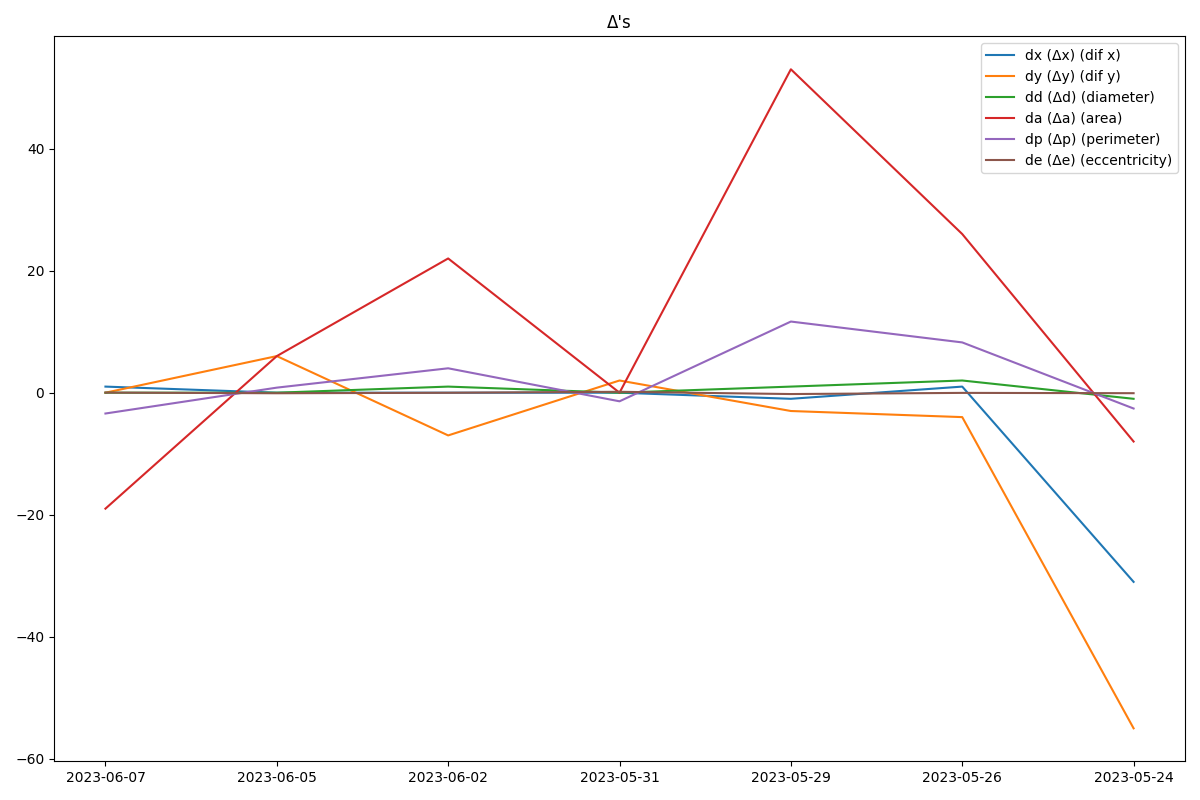 Δ's
dx (Δx) (dif x)
dy (Δy) (dif y)
dd (Δd) (diameter)
da (Δa) (area)
dp (Δp) (perimeter)
de (Δe) (eccentricity)
40
20
0
−20
−40
−60
2023-06-07 2023-06-05 2023-06-02 2023-05-31 2023-05-29 2023-05-26 2023-05-24